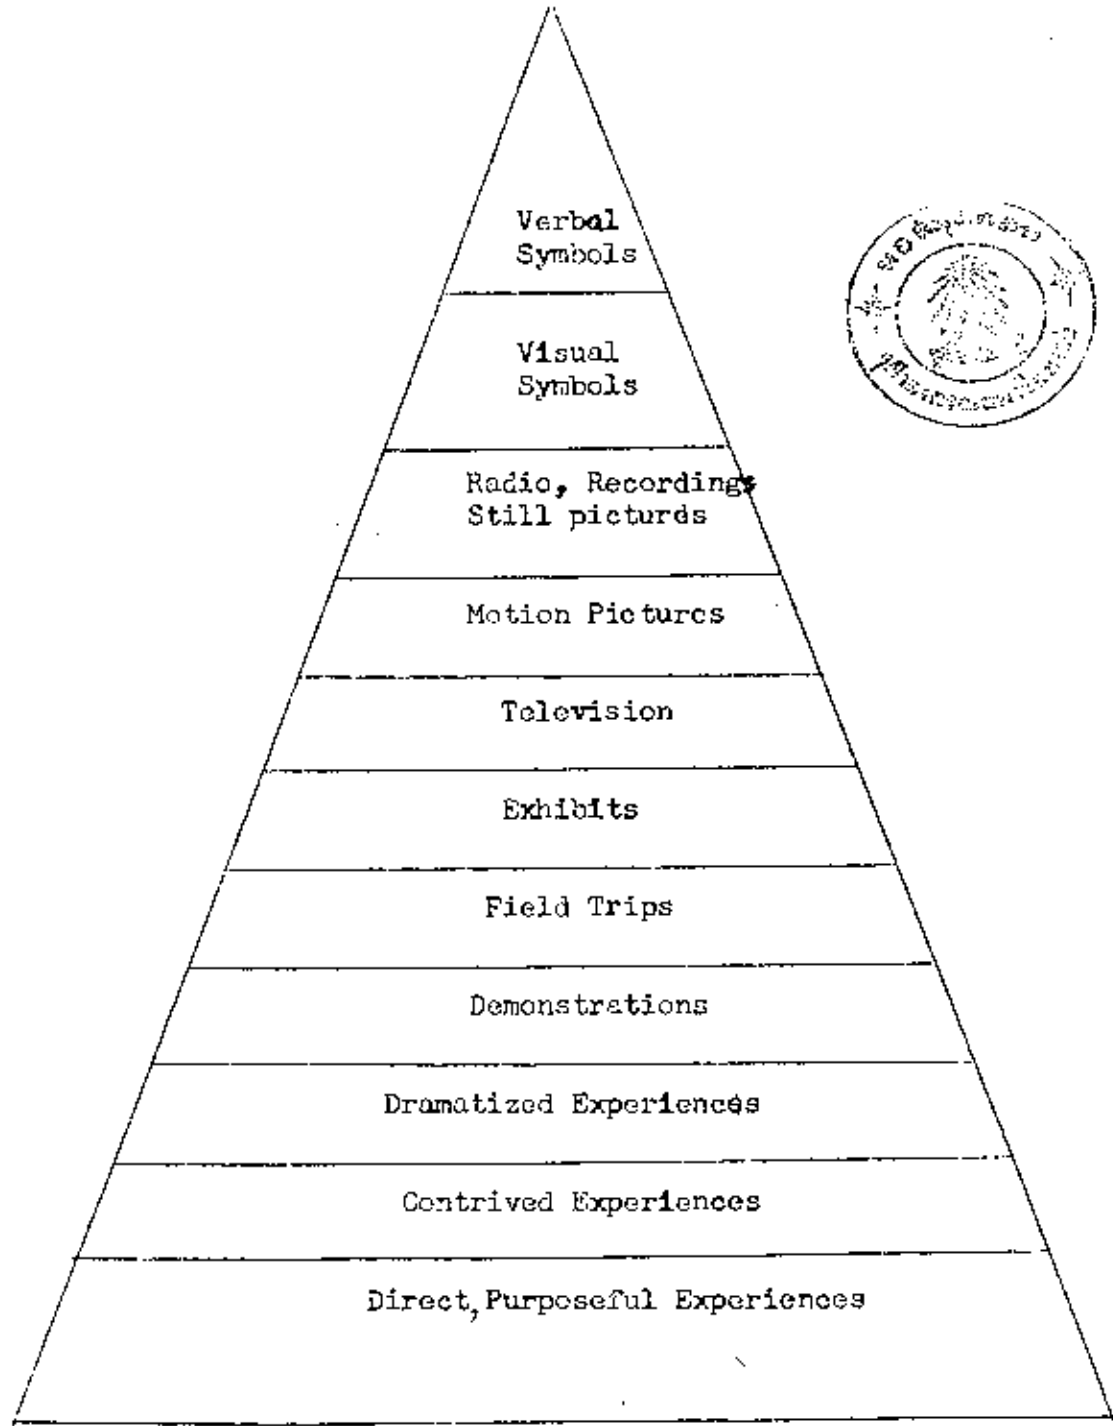 Verbal
Symbols
Visual
Symbols
Radio, Recordings
Still pictures
Motion Pictures
Television
Exhibits
Field Trips
Demonstrations
Dramatized Experiences
Contrived Experiences
Direct, Purposeful Experiences